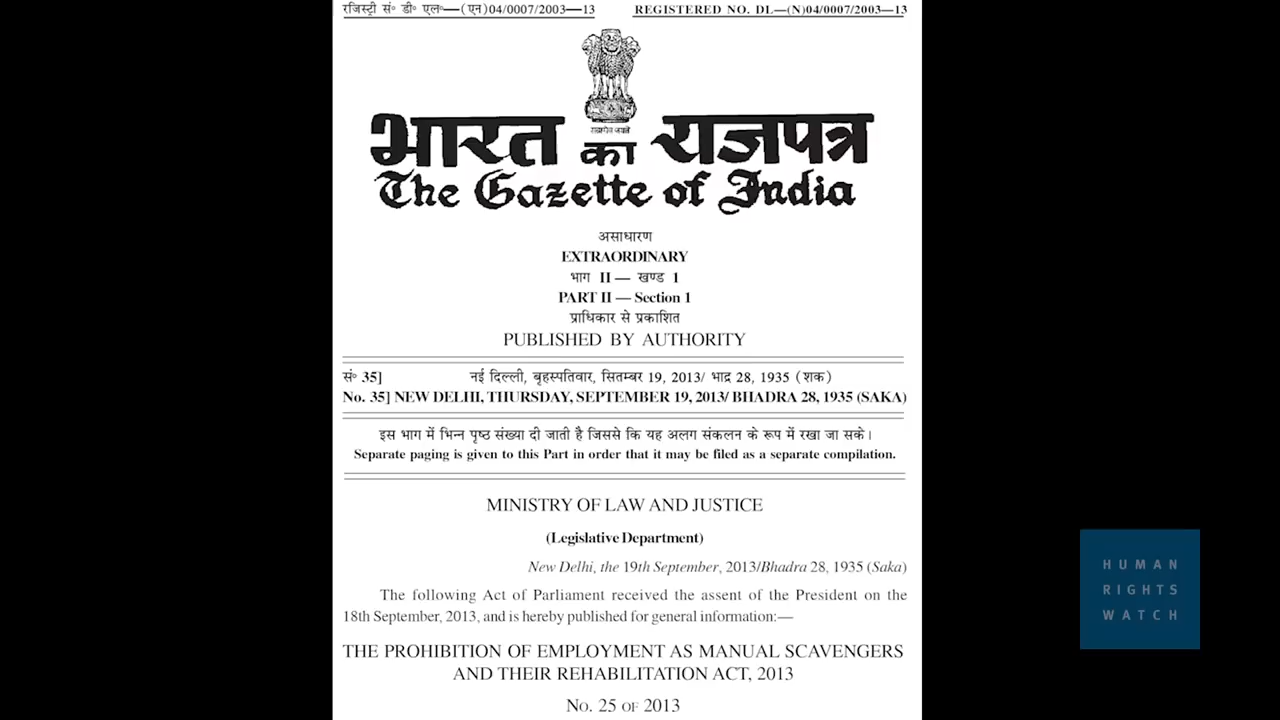 रजिस्ट्री सं॰ डी॰ एल॰—(एन)04/0007/2003—13
REGISTERED NO. DL—(N)04/0007/2003—13
सत्यमेव जयते
भारत का राजपत्र
The Gazette of India
असाधारण
EXTRAORDINARY
भाग II — खण्ड 1
PART II — Section 1
प्राधिकार से प्रकाशित
PUBLISHED BY AUTHORITY
सं॰ 35] नई दिल्ली, बृहस्पतिवार, सितम्बर 19, 2013/ भाद्र 28, 1935 (शक)
No. 35] NEW DELHI, THURSDAY, SEPTEMBER 19, 2013/ BHADRA 28, 1935 (SAKA)
इस भाग में भिन्न पृष्ठ संख्या दी जाती है जिससे कि यह अलग संकलन के रूप में रखा जा सके।
Separate paging is given to this Part in order that it may be filed as a separate compilation.
MINISTRY OF LAW AND JUSTICE
(Legislative Department)
New Delhi, the 19th September, 2013/Bhadra 28, 1935 (Saka)
The following Act of Parliament received the assent of the President on the
18th September, 2013, and is hereby published for general information:—
THE PROHIBITION OF EMPLOYMENT AS MANUAL SCAVENGERS
AND THEIR REHABILITATION ACT, 2013
No. 25 OF 2013
HUMAN
RIGHTS
WATCH